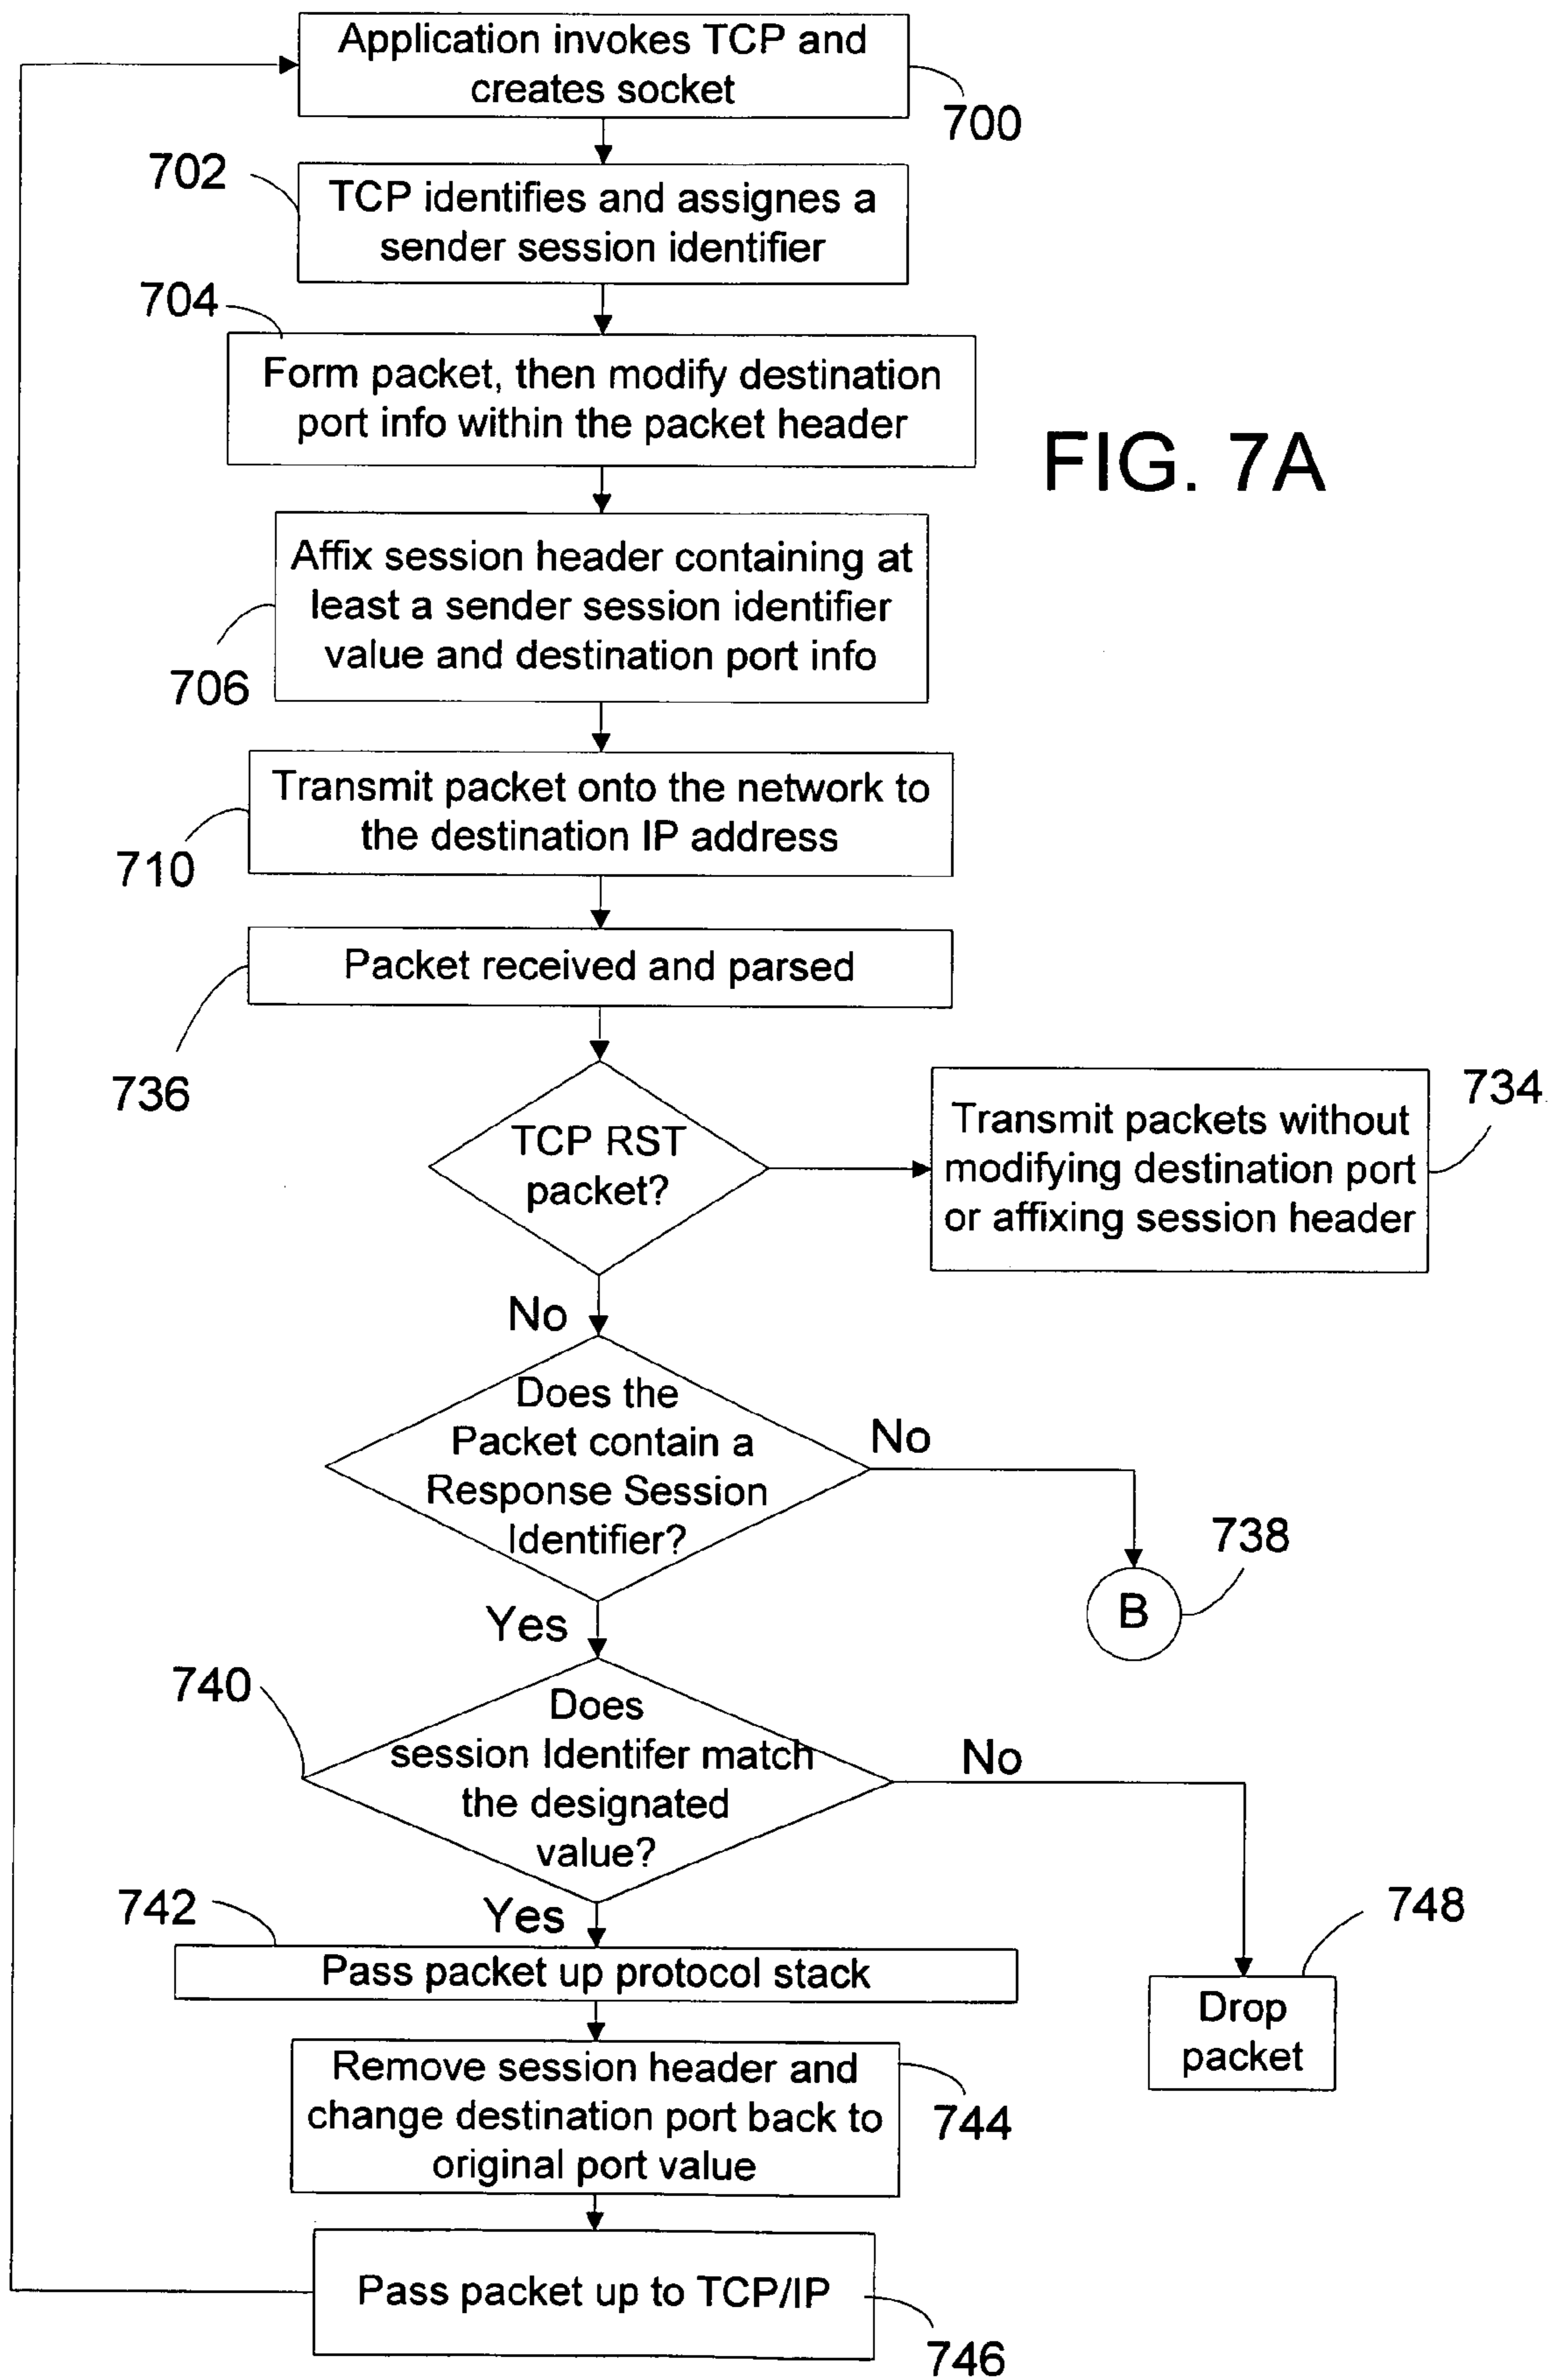 Application invokes TCP and
creates socket
700
702
TCP identifies and assignes a
sender session identifier
704
Form packet, then modify destination
port info within the packet header
FIG. 7A
Affix session header containing at
least a sender session identifier
value and destination port info
706
Transmit packet onto the network to
the destination IP address
710
Packet received and parsed
736
TCP RST
packet?
734
Transmit packets without
modifying destination port
or affixing session header
No
Does the
Packet contain a
Response Session
Identifier?
No
738
B
Yes
740
Does
session Identifer match
the designated
value?
No
742
Yes
748
Pass packet up protocol stack
Drop
packet
Remove session header and
change destination port back to
original port value
744
Pass packet up to TCP/IP
746